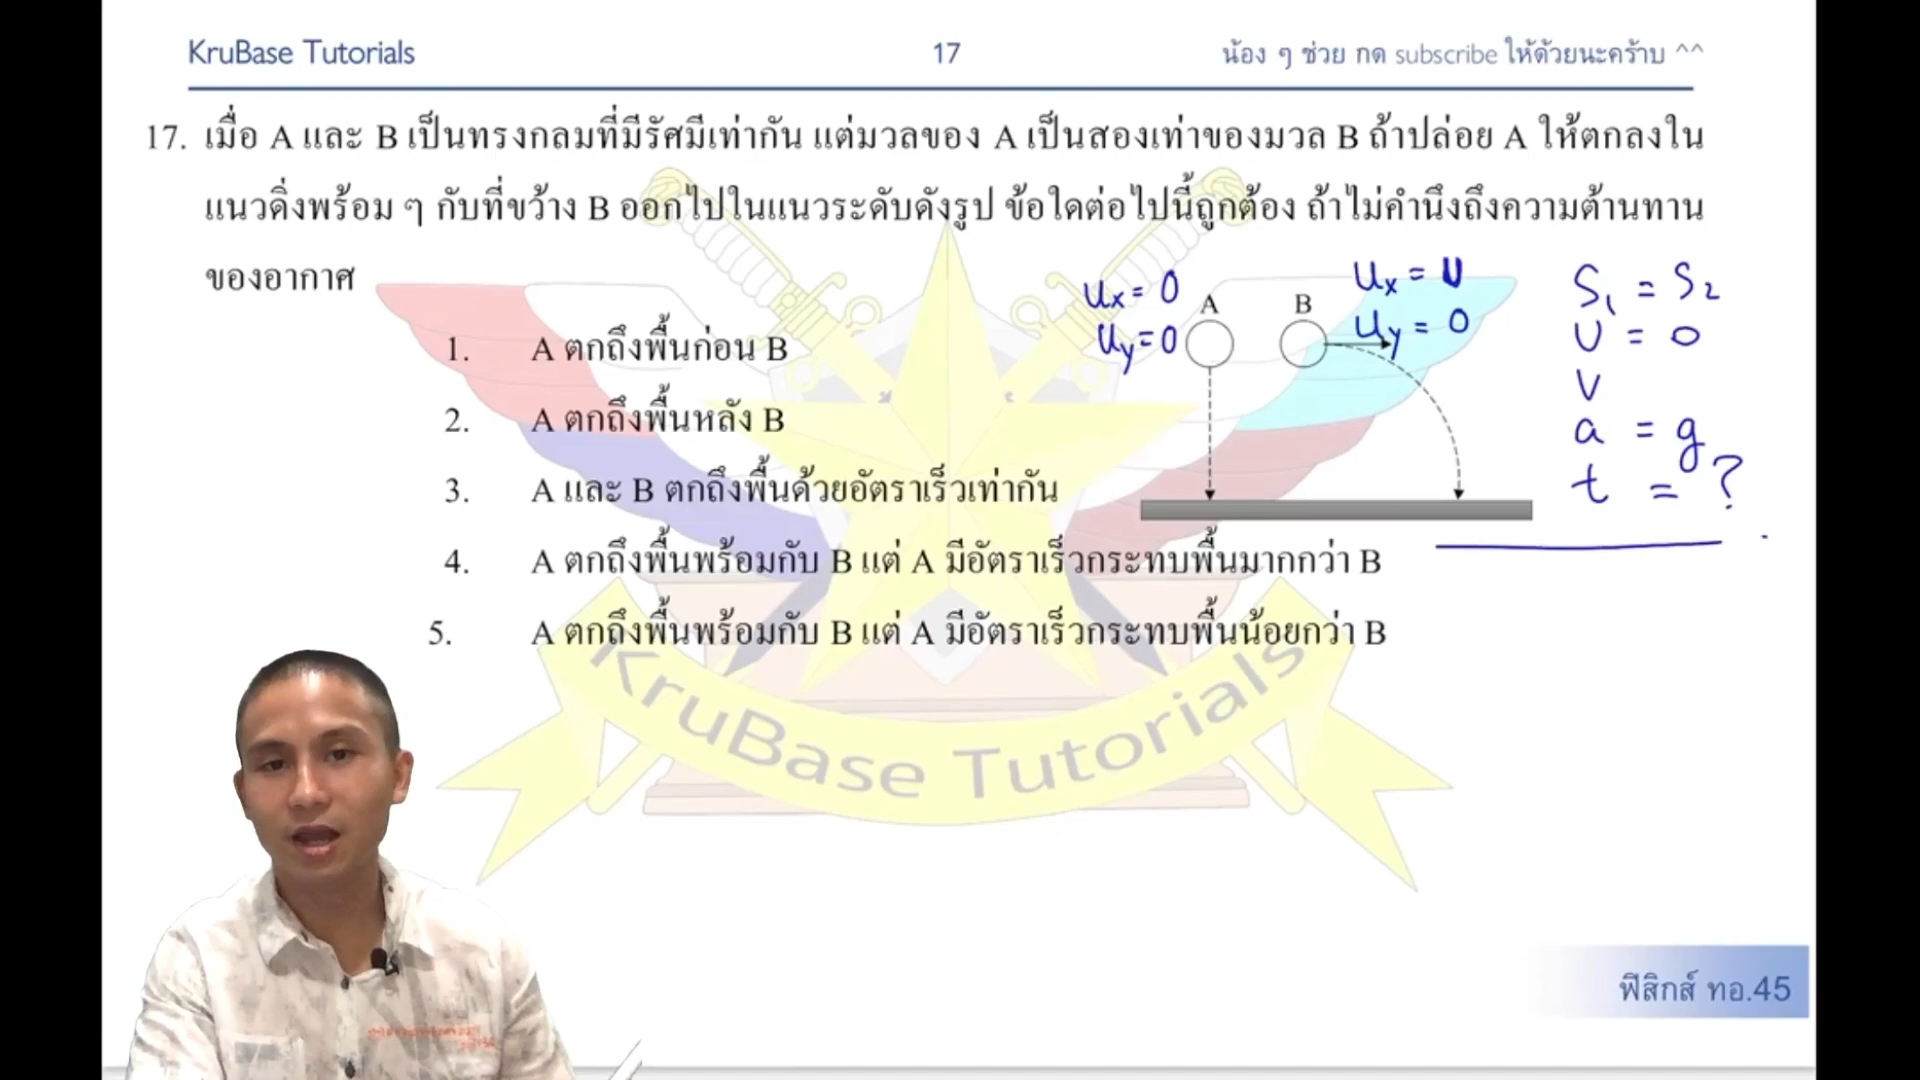 KruBase Tutorials 17 น้อง ๆ ช่วย กด subscribe ให้ด้วยนะคร้าบ ^^
17. เมื่อ A และ B เป็นทรงกลมที่มีรัศมีเท่ากัน แต่มวลของ A เป็นสองเท่าของมวล B ถ้าปล่อย A ให้ตกลงใน
แนวดิ่งพร้อม ๆ กับที่ขว้าง B ออกไปในแนวระดับดังรูป ข้อใดต่อไปนี้ถูกต้อง ถ้าไม่คำนึงถึงความต้านทาน
ของอากาศ
1. A ตกถึงพื้นก่อน B
2. A ตกถึงพื้นหลัง B
3. A และ B ตกถึงพื้นด้วยอัตราเร็วเท่ากัน
4. A ตกถึงพื้นพร้อมกับ B แต่ A มีอัตราเร็วกระทบพื้นมากกว่า B
5. A ตกถึงพื้นพร้อมกับ B แต่ A มีอัตราเร็วกระทบพื้นน้อยกว่า B
ux = 0
uy = 0
A
B
ux = u
uy = 0
S1 = S2
u = 0
v
a = g
t = ?
KruBase Tutorials
ฟิสิกส์ ทอ.45